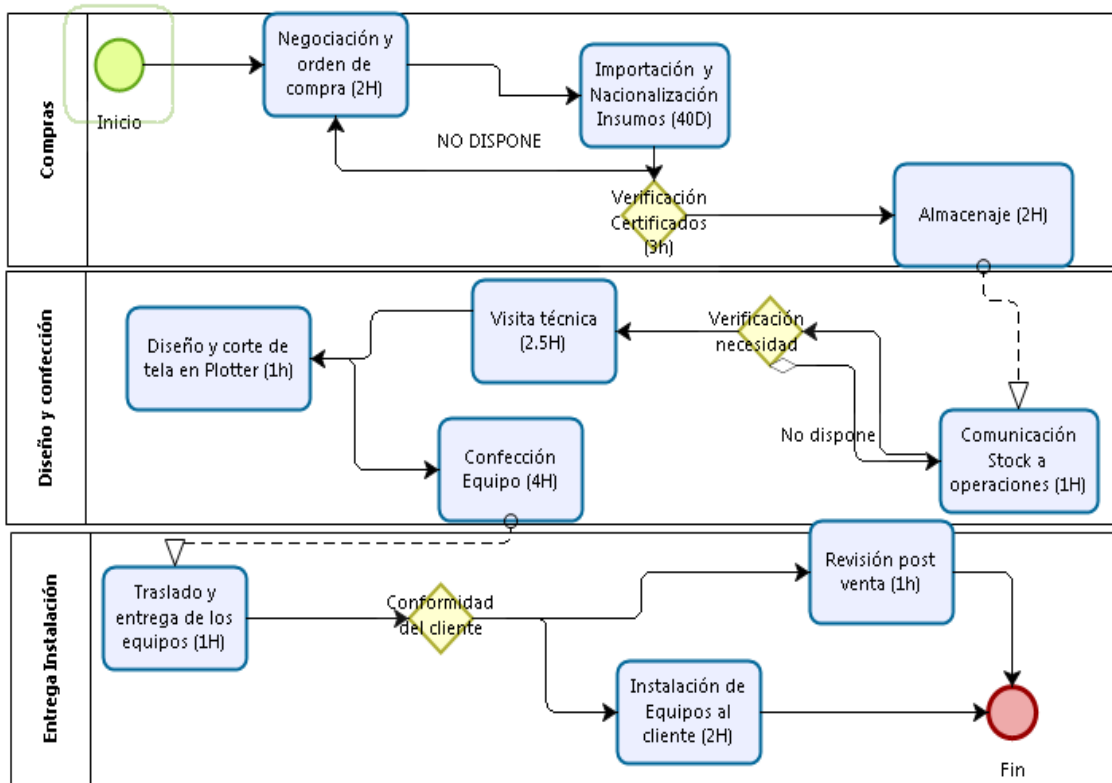 Compras
Inicio
Negociación y
orden de
compra (2H)
Importación y
Nacionalización
Insumos (40D)
NO DISPONE
Verificación
Certificados
(3h)
Almacenaje (2H)
Diseño y confección
Diseño y corte de
tela en Plotter (1h)
Visita técnica
(2.5H)
Verificación
necesidad
No dispone
Comunicación
Stock a
operaciones (1H)
Confección
Equipo (4H)
Entrega Instalación
Traslado y
entrega de los
equipos (1H)
Conformidad
del cliente
Revisión post
venta (1h)
Instalación de
Equipos al
cliente (2H)
Fin